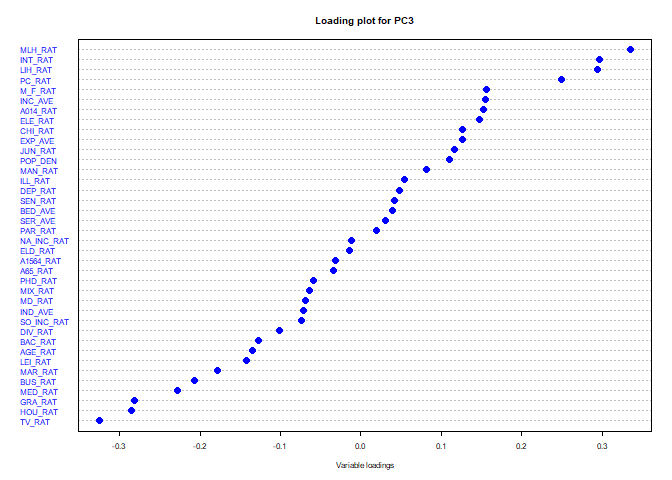 Loading plot for PC3
MLH_RAT
INT_RAT
LIH_RAT
PC_RAT
M_F_RAT
INC_AVE
A014_RAT
ELE_RAT
CHI_RAT
EXP_AVE
JUN_RAT
POP_DEN
MAN_RAT
ILL_RAT
DEP_RAT
SEN_RAT
BED_AVE
SER_AVE
PAR_RAT
NA_INC_RAT
ELD_RAT
A1564_RAT
A65_RAT
PHD_RAT
MIX_RAT
MD_RAT
IND_AVE
SO_INC_RAT
DIV_RAT
BAC_RAT
AGE_RAT
LEI_RAT
MAR_RAT
BUS_RAT
MED_RAT
GRA_RAT
HOU_RAT
TV_RAT
-0.3 -0.2 -0.1 0.0 0.1 0.2 0.3
Variable loadings